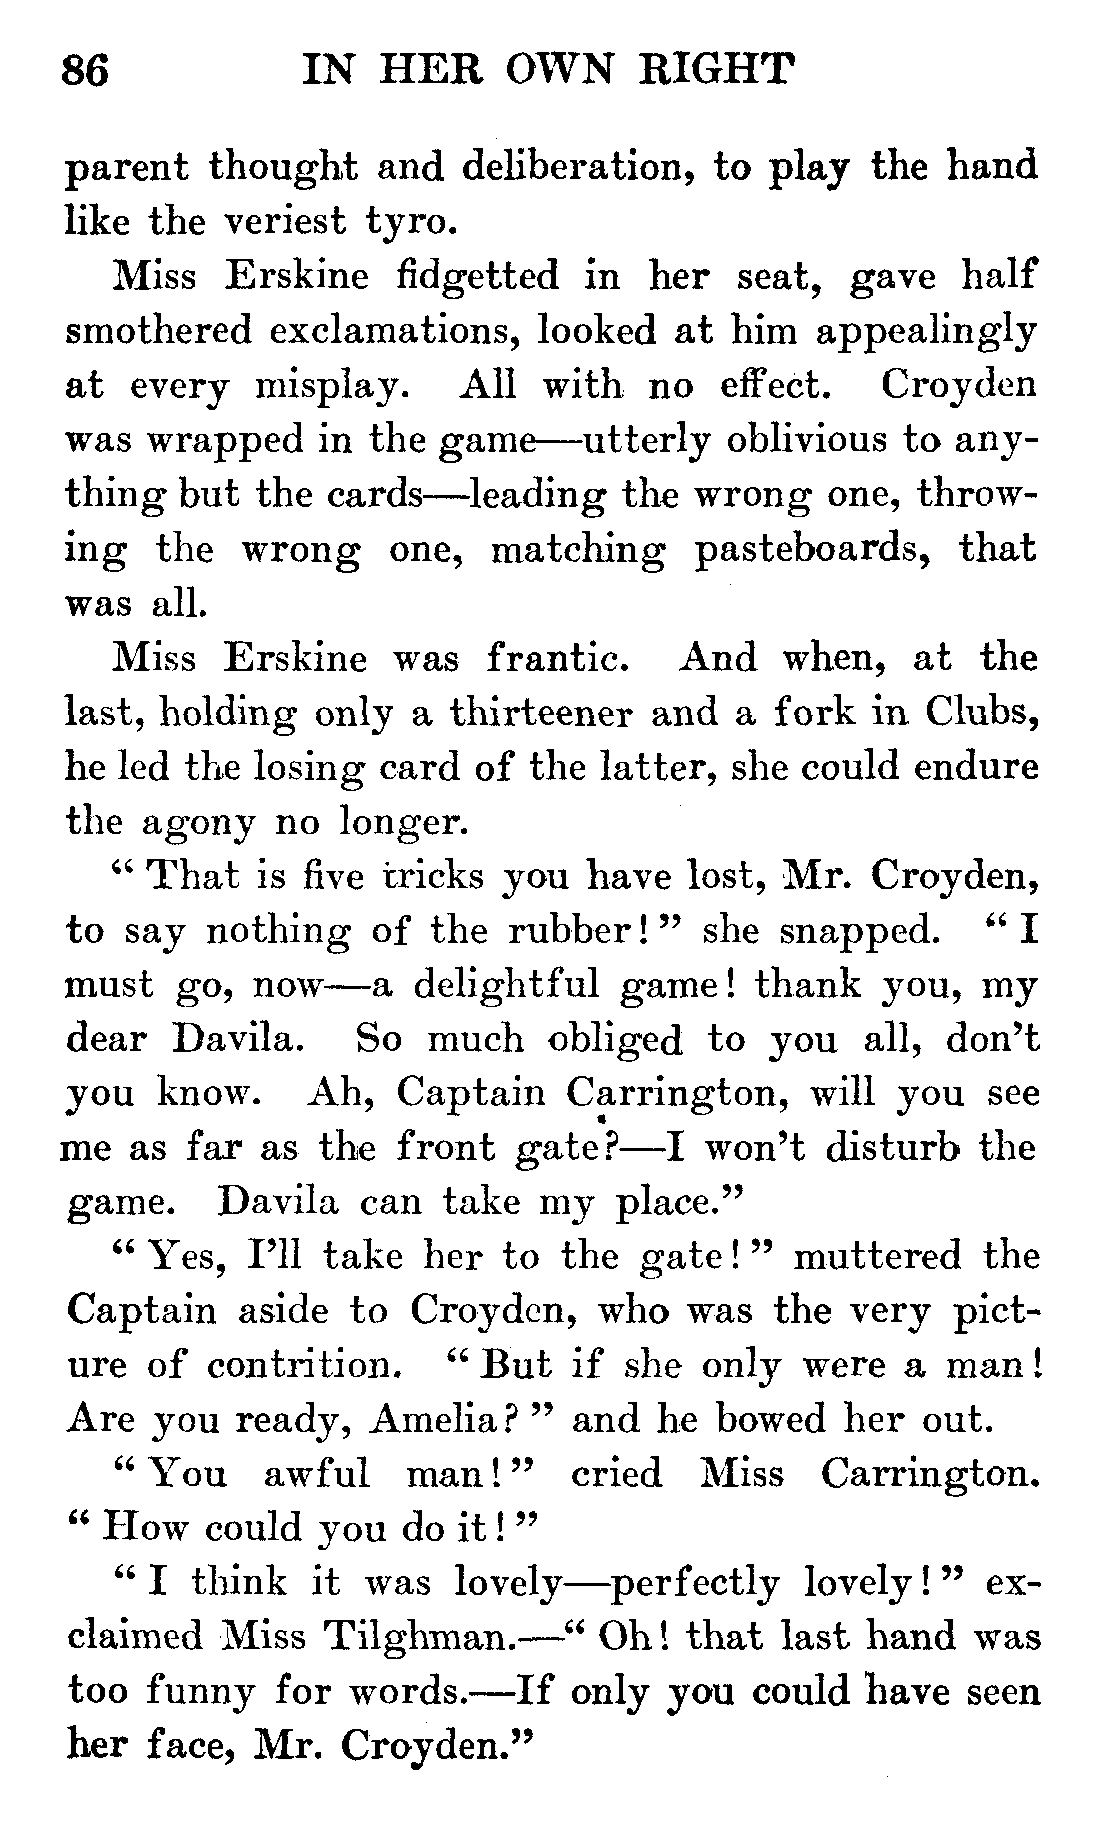 86 IN HER OWN RIGHT
parent thought and deliberation, to play the hand
like the veriest tyro.
Miss Erskine fidgetted in her seat, gave half
smothered exclamations, looked at him appealingly
at every misplay. All with no effect. Croyden
was wrapped in the game—utterly oblivious to any-
thing but the cards—leading the wrong one, throw-
ing the wrong one, matching pasteboards, that
was all.
Miss Erskine was frantic. And when, at the
last, holding only a thirteener and a fork in Clubs,
he led the losing card of the latter, she could endure
the agony no longer.
“ That is five tricks you have lost, Mr. Croyden,
to say nothing of the rubber! ” she snapped. “ I
must go, now—a delightful game! thank you, my
dear Davila. So much obliged to you all, don’t
you know. Ah, Captain Carrington, will you see
me as far as the front gate?—I won’t disturb the
game. Davila can take my place.”
“ Yes, I’ll take her to the gate! ” muttered the
Captain aside to Croyden, who was the very pict-
ure of contrition. “ But if she only were a man!
Are you ready, Amelia? ” and he bowed her out.
“ You awful man! ” cried Miss Carrington.
“ How could you do it! ”
“ I think it was lovely—perfectly lovely! ” ex-
claimed Miss Tilghman.—“ Oh! that last hand was
too funny for words.—If only you could have seen
her face, Mr. Croyden.”